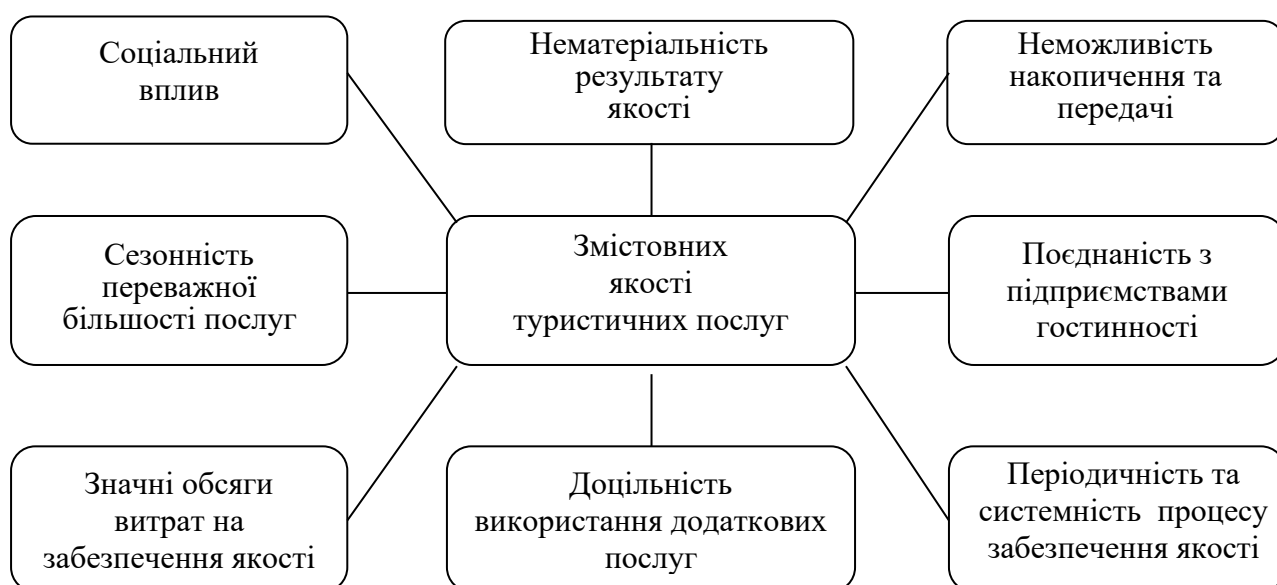 Соціальний
вплив
Нематеріальність
результату
якості
Неможливість
накопичення та
передачі
Сезонність
переважної
більшості послуг
Змістовних
якості
туристичних послуг
Поєднаність з
підприємствами
гостинності
Значні обсяги
витрат на
забезпечення якості
Доцільність
використання додаткових
послуг
Періодичність та
системність процесу
забезпечення якості